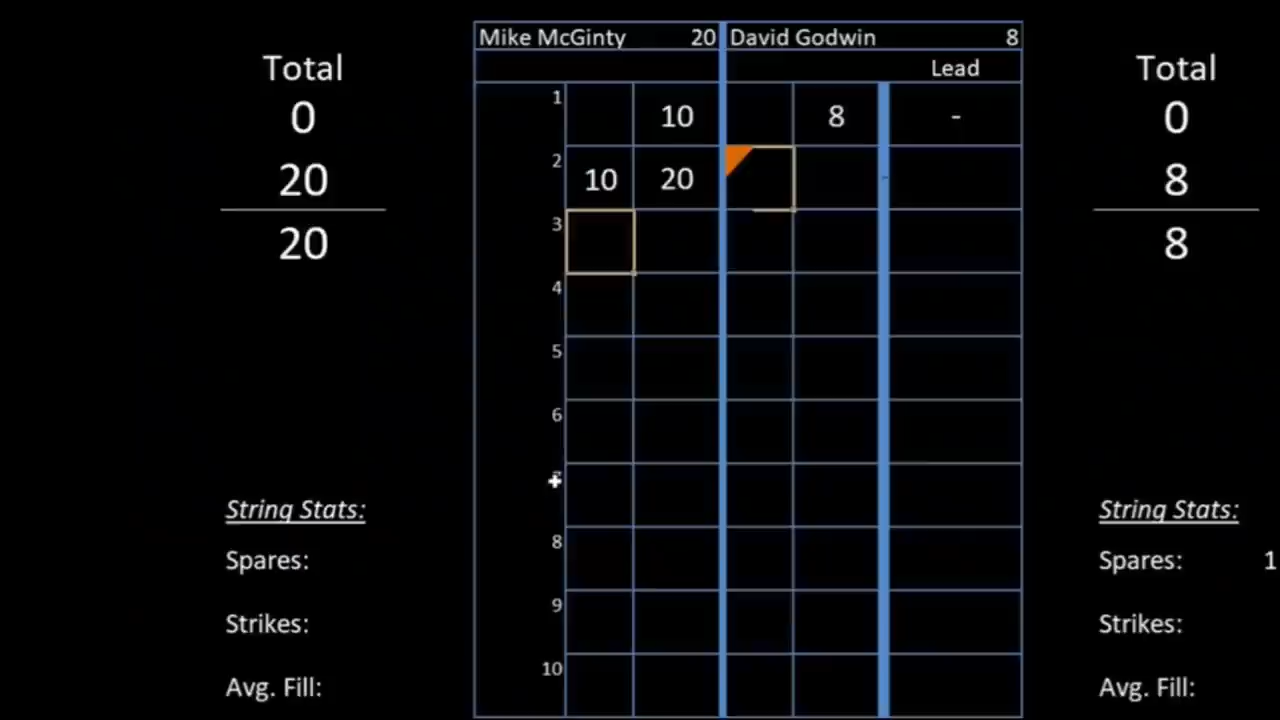 Mike McGinty 20 David Godwin 8
Total Lead Total
0 1 10 8 - 0
20 2 10 20 8
20 3 8
4
5
6
String Stats: String Stats:
Spares: 8 Spares: 1
Strikes: 9 Strikes:
Avg. Fill: 10 Avg. Fill: